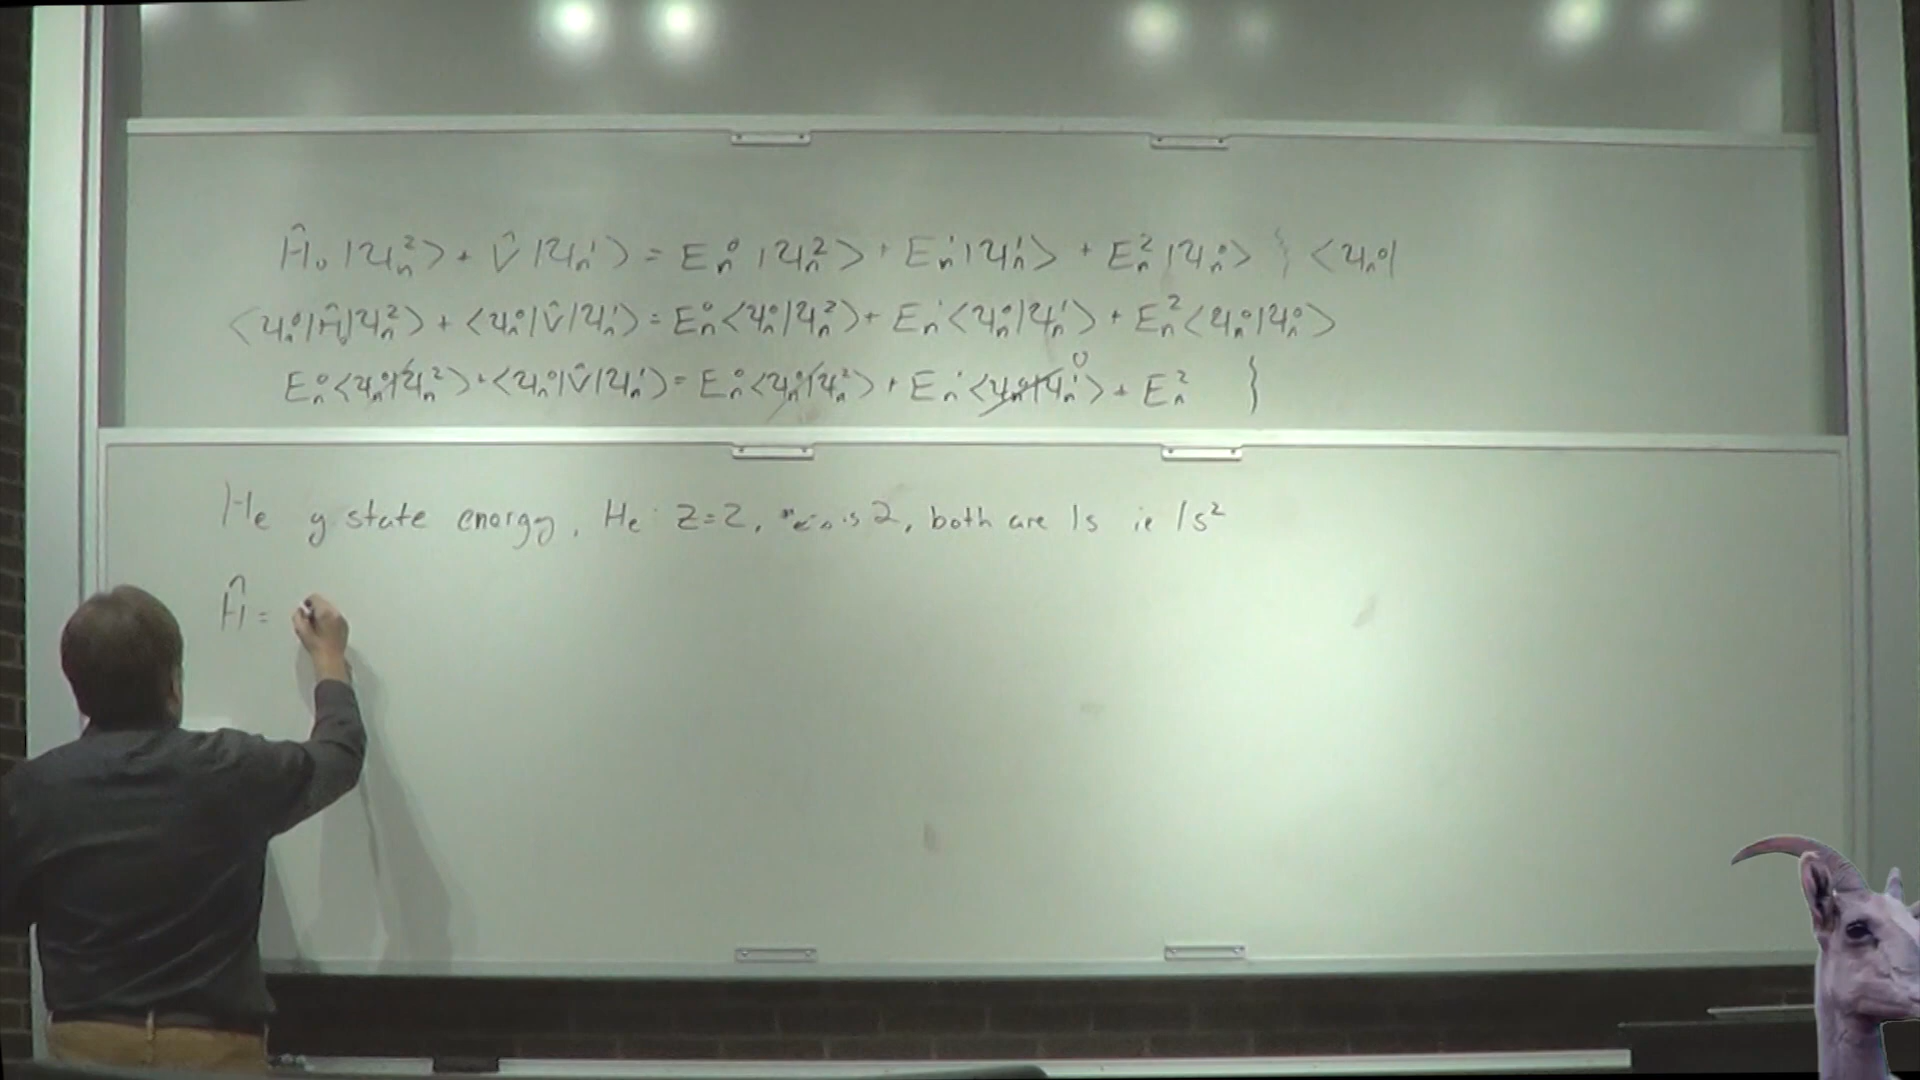 Ĥ₀|ψₙ²> + V̂|ψₙ¹> = Eₙ⁰|ψₙ²> + Eₙ¹|ψₙ¹> + Eₙ²|ψₙ⁰> } <ψₙ⁰|
<ψₙ⁰|Ĥ₀|ψₙ²> + <ψₙ⁰|V̂|ψₙ¹> = Eₙ⁰<ψₙ⁰|ψₙ²> + Eₙ¹<ψₙ⁰|ψₙ¹> + Eₙ²<ψₙ⁰|ψₙ⁰>
Eₙ⁰<ψₙ⁰|ψₙ²> + <ψₙ⁰|V̂|ψₙ¹> = Eₙ⁰<ψₙ⁰|ψₙ²> + Eₙ¹<ψₙ⁰|ψₙ¹> 0 + Eₙ² }
He g state energy, He Z=2, is 2, both are 1s ie 1s²
Ĥ =